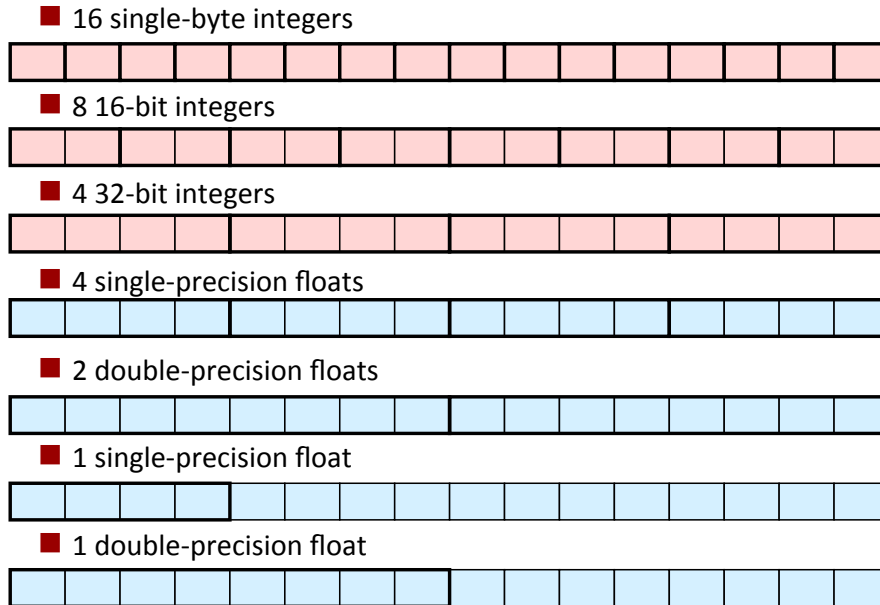 16 single-byte integers
8 16-bit integers
4 32-bit integers
4 single-precision floats
2 double-precision floats
1 single-precision float
1 double-precision float